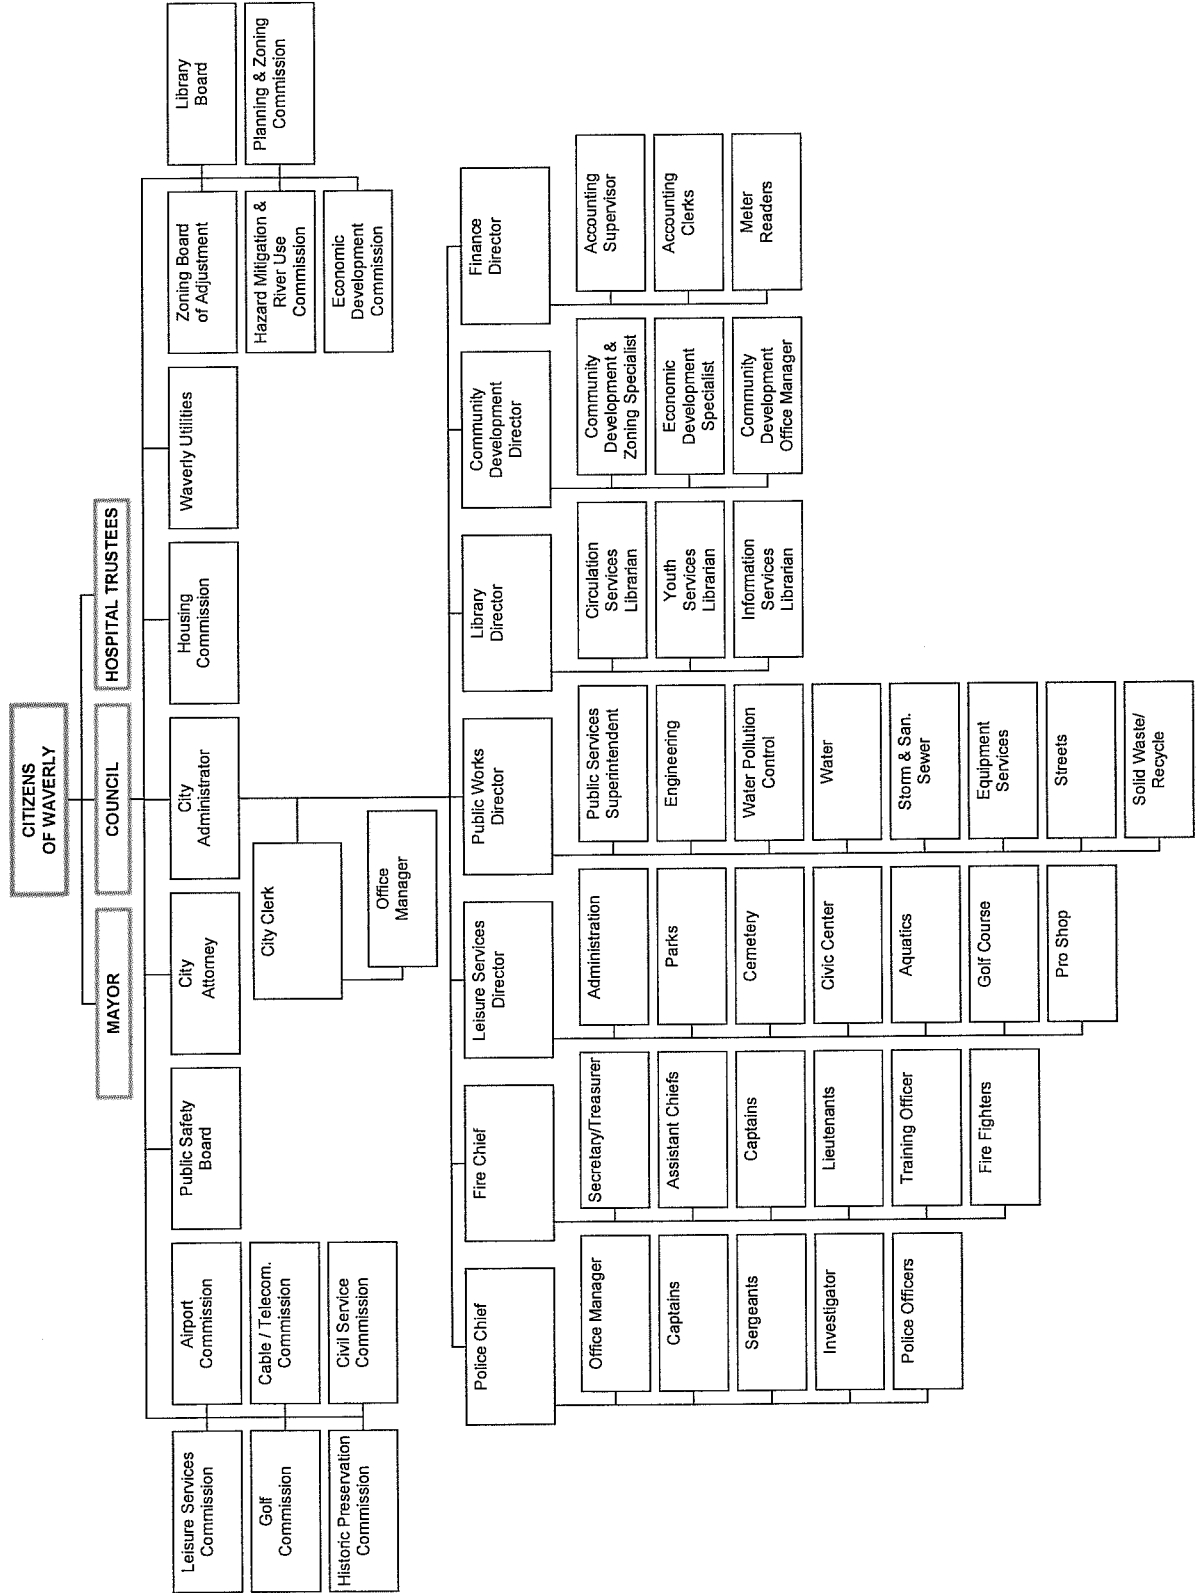 CITIZENS
OF WAVERLY
MAYOR
COUNCIL
HOSPITAL TRUSTEES
Leisure Services
Commission
Airport
Commission
Public Safety
Board
City
Attorney
City
Administrator
Housing
Commission
Waverly Utilities
Zoning Board
of Adjustment
Library
Board
Golf
Commission
Cable / Telecom.
Commission
Hazard Mitigation &
River Use
Commission
Planning & Zoning
Commission
Historic Preservation
Commission
Civil Service
Commission
Economic
Development
Commission
City Clerk
Office
Manager
Police Chief
Office Manager
Captains
Sergeants
Investigator
Police Officers
Fire Chief
Secretary/Treasurer
Assistant Chiefs
Captains
Lieutenants
Training Officer
Fire Fighters
Leisure Services
Director
Administration
Parks
Cemetery
Civic Center
Aquatics
Golf Course
Pro Shop
Public Works
Director
Public Services
Superintendent
Engineering
Water Pollution
Control
Water
Storm & San.
Sewer
Equipment
Services
Streets
Solid Waste/
Recycle
Library
Director
Circulation
Services
Librarian
Youth
Services
Librarian
Information
Services
Librarian
Community
Development
Director
Community
Development &
Zoning Specialist
Economic
Development
Specialist
Community
Development
Office Manager
Finance
Director
Accounting
Supervisor
Accounting
Clerks
Meter
Readers